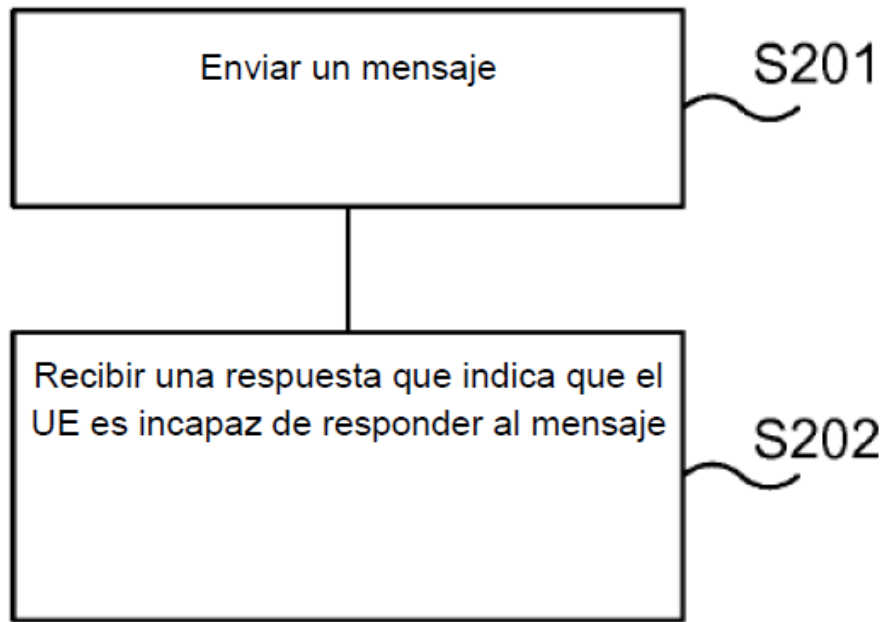 Enviar un mensaje
S201
Recibir una respuesta que indica que el
UE es incapaz de responder al mensaje
S202